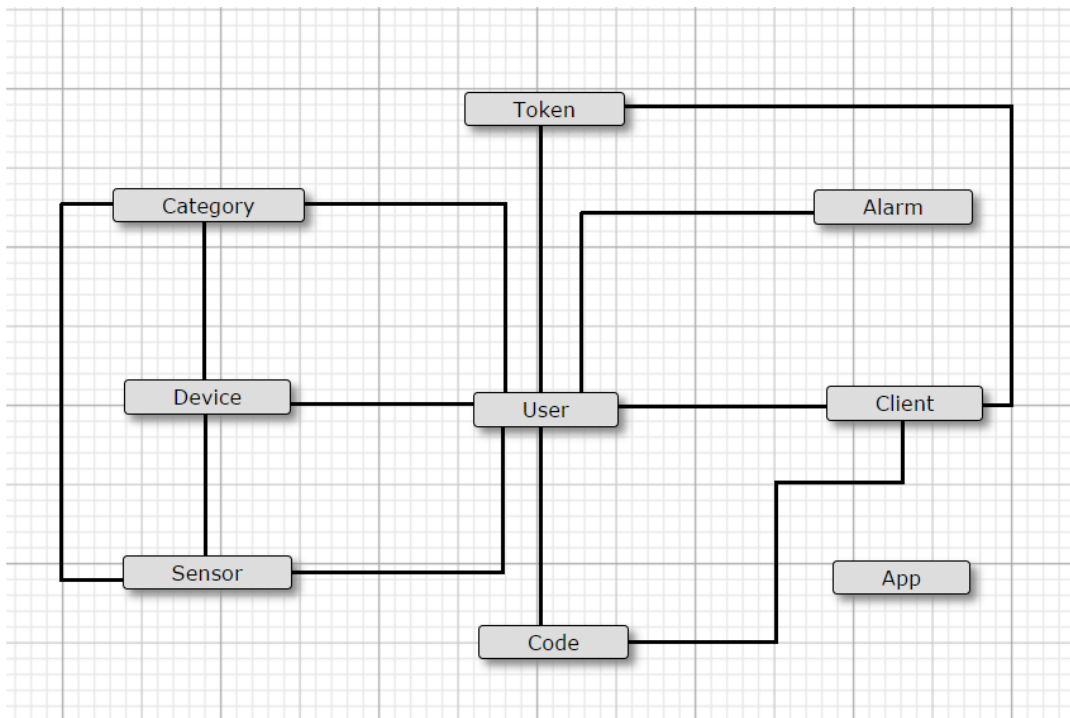 Token
Category
Alarm
Device
User
Client
Sensor
App
Code